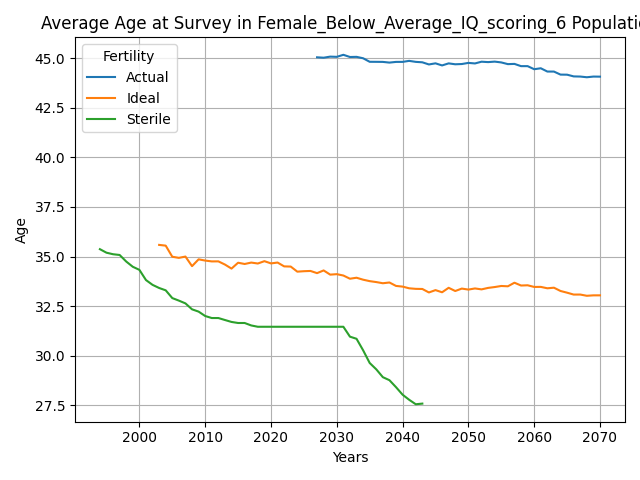 Average Age at Survey in Female_Below_Average_IQ_scoring_6 Populati
Fertility
Actual
Ideal
Sterile
45.0
42.5
40.0
37.5
35.0
32.5
30.0
27.5
Age
2000 2010 2020 2030 2040 2050 2060 2070
Years